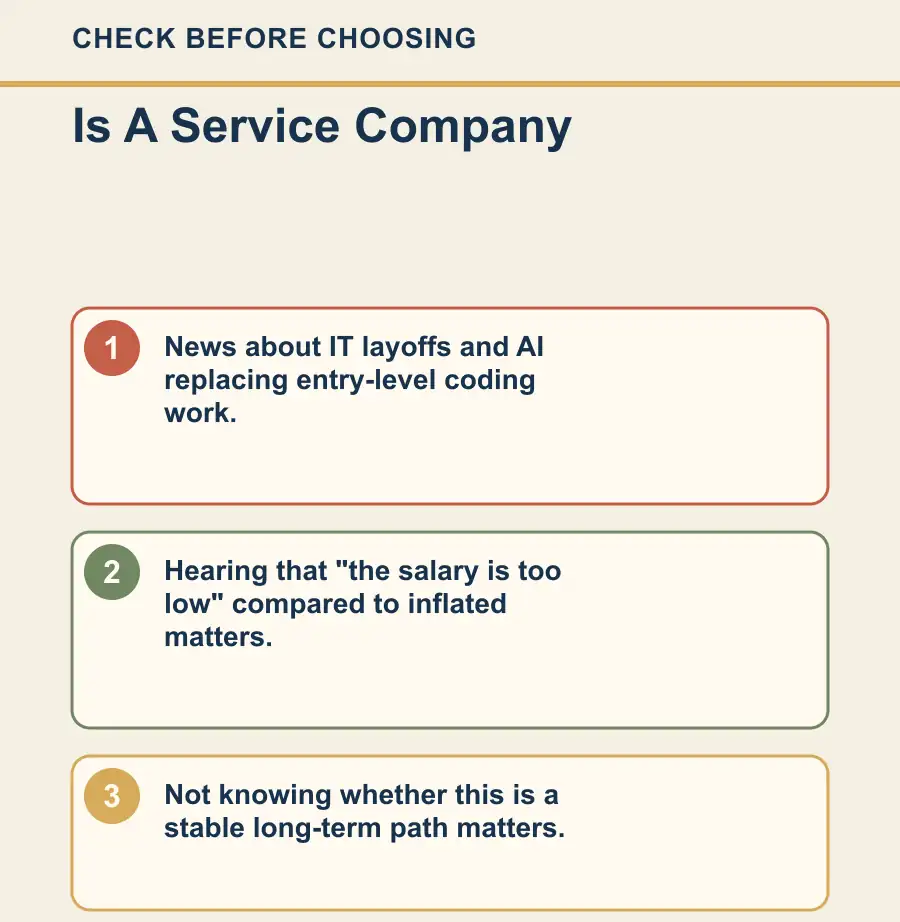 CHECK BEFORE CHOOSING
Is A Service Company
1
News about IT layoffs and AI
replacing entry-level coding
work.
2
Hearing that "the salary is too
low" compared to inflated
matters.
3
Not knowing whether this is a
stable long-term path matters.